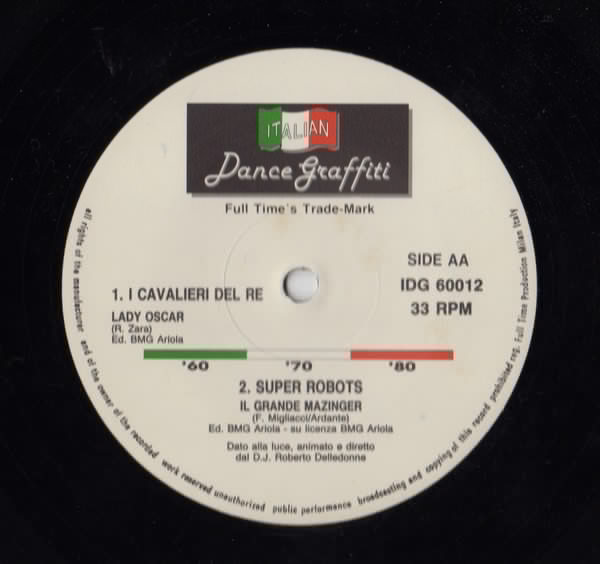 ITALIAN
Dance Graffiti
Full Time's Trade-Mark
SIDE AA
IDG 60012
33 RPM
1. I CAVALIERI DEL RE
LADY OSCAR
(R. Zara)
Ed. BMG Ariola
'60 '70 '80
2. SUPER ROBOTS
IL GRANDE MAZINGER
(F. Migliacci/Ardante)
Ed. BMG Ariola - su licenza BMG Ariola
Dato alla luce, animato e diretto
dal D.J. Roberto Delledonne
all rights of the manufacturer and of the owner of the recorded work reserved unauthorized public performance broadcasting and copying of this record prohibited reg. Full Time Production Milan Italy